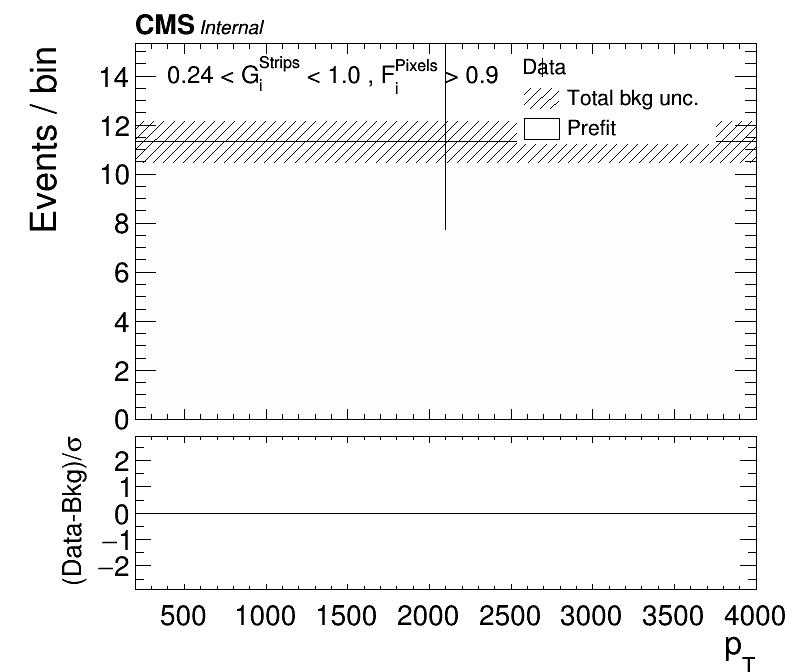 CMS Internal
Events / bin
0.24 < G_i^Strips < 1.0 , F_i^Pixels > 0.9
Data
Total bkg unc.
Prefit
14
12
10
8
6
4
2
0
(Data-Bkg)/σ
2
1
0
−1
−2
500 1000 1500 2000 2500 3000 3500 4000
p_T